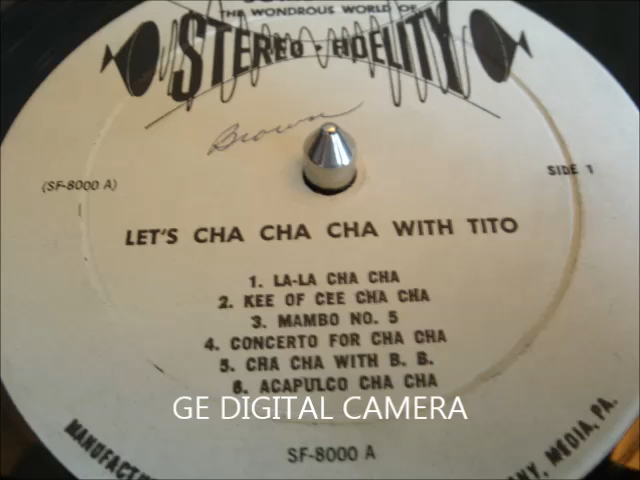 THE WONDROUS WORLD OF
STEREO · FIDELITY
Brown
(SF-8000 A)
SIDE 1
LET'S CHA CHA CHA WITH TITO
1. LA-LA CHA CHA
2. KEE OF CEE CHA CHA
3. MAMBO NO. 5
4. CONCERTO FOR CHA CHA
5. CHA CHA WITH B. B.
6. ACAPULCO CHA CHA
GE DIGITAL CAMERA
SF-8000 A
MEDIA, PA.